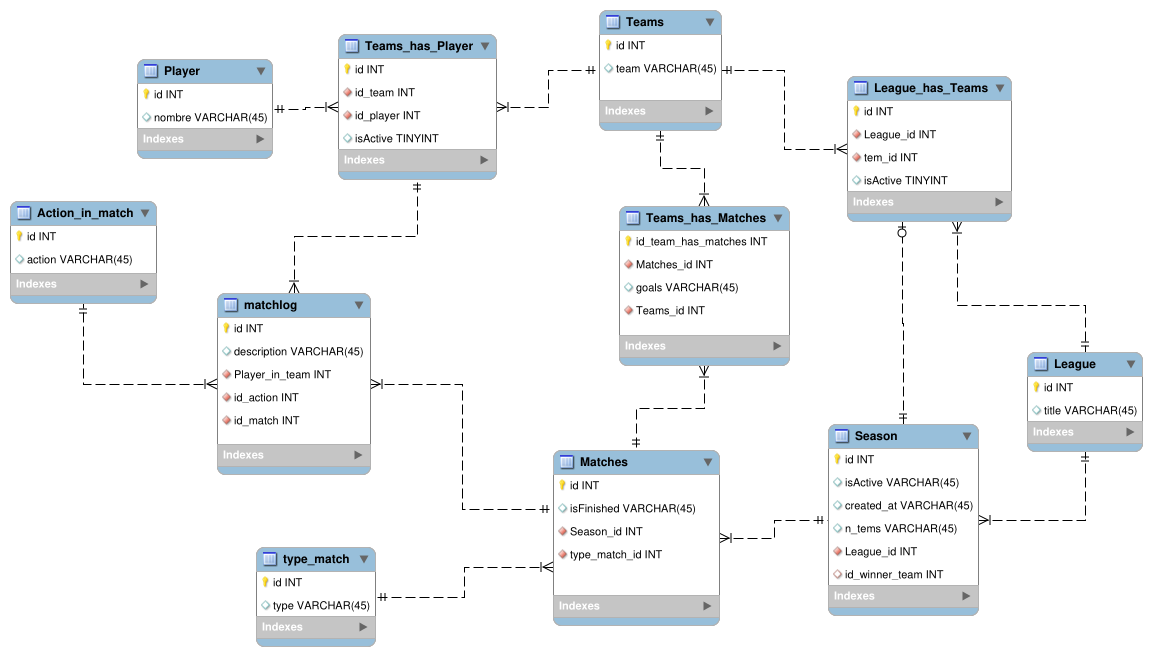 Player
id INT
nombre VARCHAR(45)
Indexes
Teams_has_Player
id INT
id_team INT
id_player INT
isActive TINYINT
Indexes
Teams
id INT
team VARCHAR(45)
Indexes
League_has_Teams
id INT
League_id INT
tem_id INT
isActive TINYINT
Indexes
Action_in_match
id INT
action VARCHAR(45)
Indexes
Teams_has_Matches
id_team_has_matches INT
Matches_id INT
goals VARCHAR(45)
Teams_id INT
Indexes
matchlog
id INT
description VARCHAR(45)
Player_in_team INT
id_action INT
id_match INT
Indexes
League
id INT
title VARCHAR(45)
Indexes
Season
id INT
isActive VARCHAR(45)
created_at VARCHAR(45)
n_tems VARCHAR(45)
League_id INT
id_winner_team INT
Indexes
Matches
id INT
isFinished VARCHAR(45)
Season_id INT
type_match_id INT
Indexes
type_match
id INT
type VARCHAR(45)
Indexes